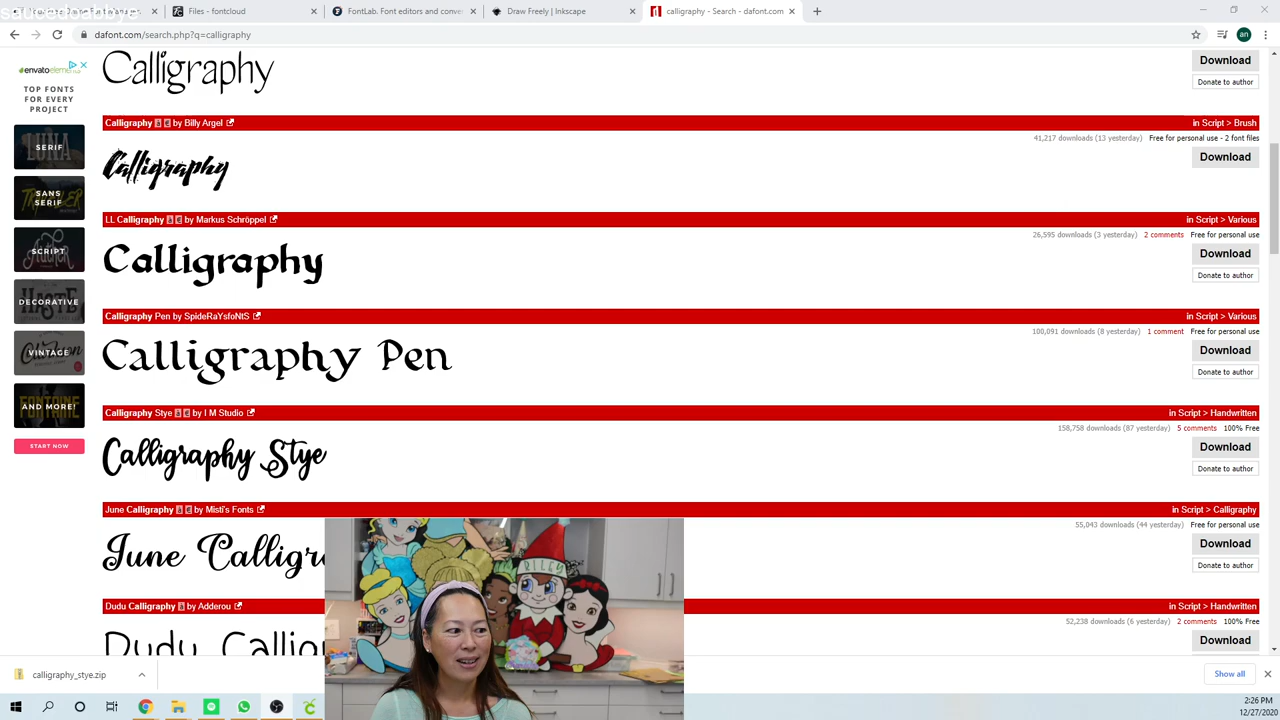 saucedoabbye
Files - fontcloud
FontLab. Font editors and conve
Draw Freely | Inkscape
calligraphy - Search - dafont.com
dafont.com/search.php?q=calligraphy
an
envato elements
TOP FONTS
FOR EVERY
PROJECT
SERIF
SANS
SERIF
SCRIPT
DECORATIVE
VINTAGE
AND MORE!
START NOW
Calligraphy
Download
Donate to author
Calligraphy à € by Billy Argel
in Script > Brush
41,217 downloads (13 yesterday) Free for personal use - 2 font files
Calligraphy
Download
LL Calligraphy à € by Markus Schröppel
in Script > Various
26,595 downloads (3 yesterday) 2 comments Free for personal use
Calligraphy
Download
Donate to author
Calligraphy Pen by SpideRaYsfoNtS
in Script > Various
100,091 downloads (8 yesterday) 1 comment Free for personal use
Calligraphy Pen
Download
Donate to author
Calligraphy Stye à € by I M Studio
in Script > Handwritten
158,758 downloads (87 yesterday) 5 comments 100% Free
Calligraphy Stye
Download
Donate to author
June Calligraphy à € by Misti's Fonts
in Script > Calligraphy
55,043 downloads (44 yesterday) Free for personal use
June Calligra
Download
Donate to author
Dudu Calligraphy à by Adderou
in Script > Handwritten
52,238 downloads (6 yesterday) 2 comments 100% Free
Dudu Calligr
Download
RILEY
calligraphy_stye.zip
Show all
2:26 PM
12/27/2020